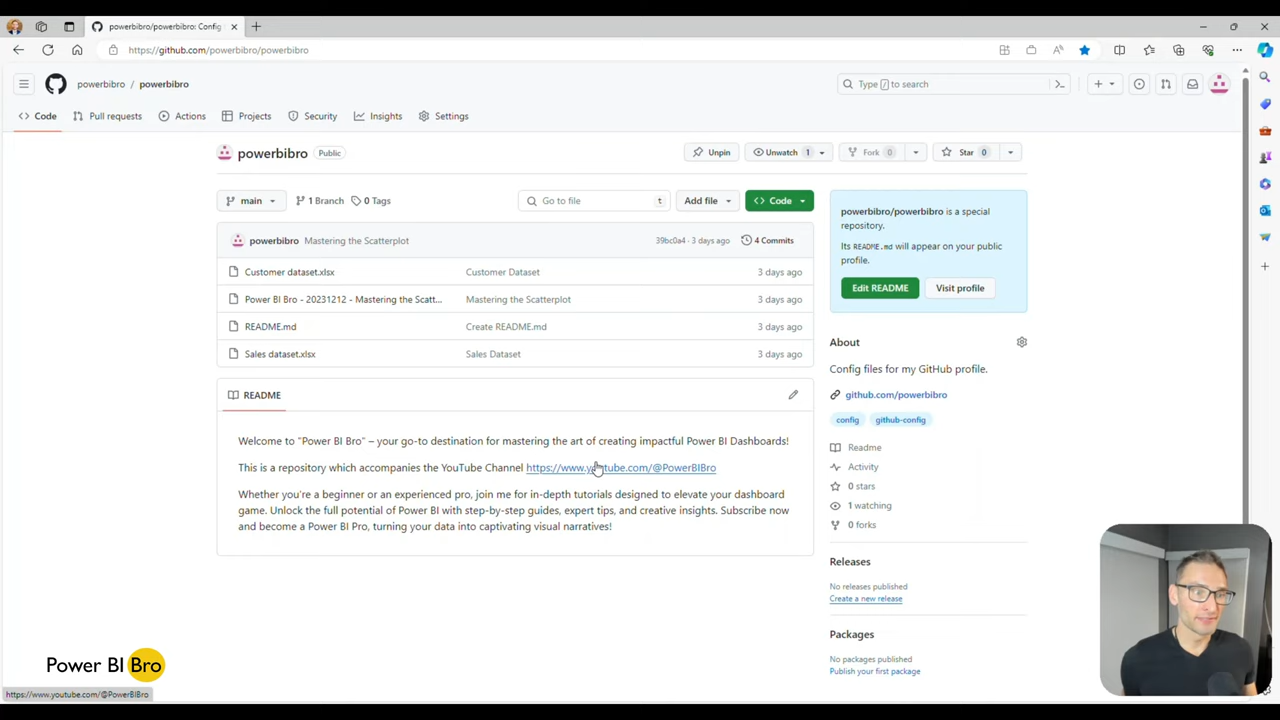 powerbibro/powerbibro: Config
https://github.com/powerbibro/powerbibro
powerbibro / powerbibro
Type / to search
Code Pull requests Actions Projects Security Insights Settings
powerbibro Public
Unpin Unwatch 1 Fork 0 Star 0
main 1 Branch 0 Tags Go to file t Add file Code
powerbibro Mastering the Scatterplot 39bc0a4 · 3 days ago 4 Commits
Customer dataset.xlsx Customer Dataset 3 days ago
Power BI Bro - 20231212 - Mastering the Scatt... Mastering the Scatterplot 3 days ago
README.md Create README.md 3 days ago
Sales dataset.xlsx Sales Dataset 3 days ago
README
Welcome to "Power BI Bro" – your go-to destination for mastering the art of creating impactful Power BI Dashboards!
This is a repository which accompanies the YouTube Channel https://www.youtube.com/@PowerBIBro
Whether you're a beginner or an experienced pro, join me for in-depth tutorials designed to elevate your dashboard
game. Unlock the full potential of Power BI with step-by-step guides, expert tips, and creative insights. Subscribe now
and become a Power BI Pro, turning your data into captivating visual narratives!
powerbibro/powerbibro is a special
repository.
Its README.md will appear on your public
profile.
Edit README Visit profile
About
Config files for my GitHub profile.
github.com/powerbibro
config github-config
Readme
Activity
0 stars
1 watching
0 forks
Releases
No releases published
Create a new release
Packages
No packages published
Publish your first package
Power BI Bro
https://www.youtube.com/@PowerBIBro